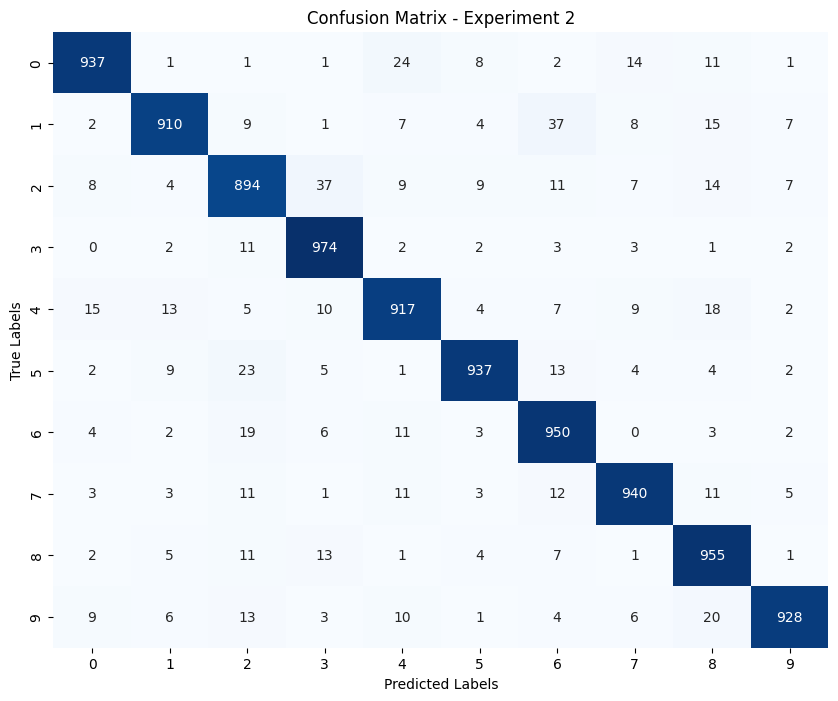 Confusion Matrix - Experiment 2
True Labels
0 937 1 1 1 24 8 2 14 11 1
1 2 910 9 1 7 4 37 8 15 7
2 8 4 894 37 9 9 11 7 14 7
3 0 2 11 974 2 2 3 3 1 2
4 15 13 5 10 917 4 7 9 18 2
5 2 9 23 5 1 937 13 4 4 2
6 4 2 19 6 11 3 950 0 3 2
7 3 3 11 1 11 3 12 940 11 5
8 2 5 11 13 1 4 7 1 955 1
9 9 6 13 3 10 1 4 6 20 928
0 1 2 3 4 5 6 7 8 9
Predicted Labels